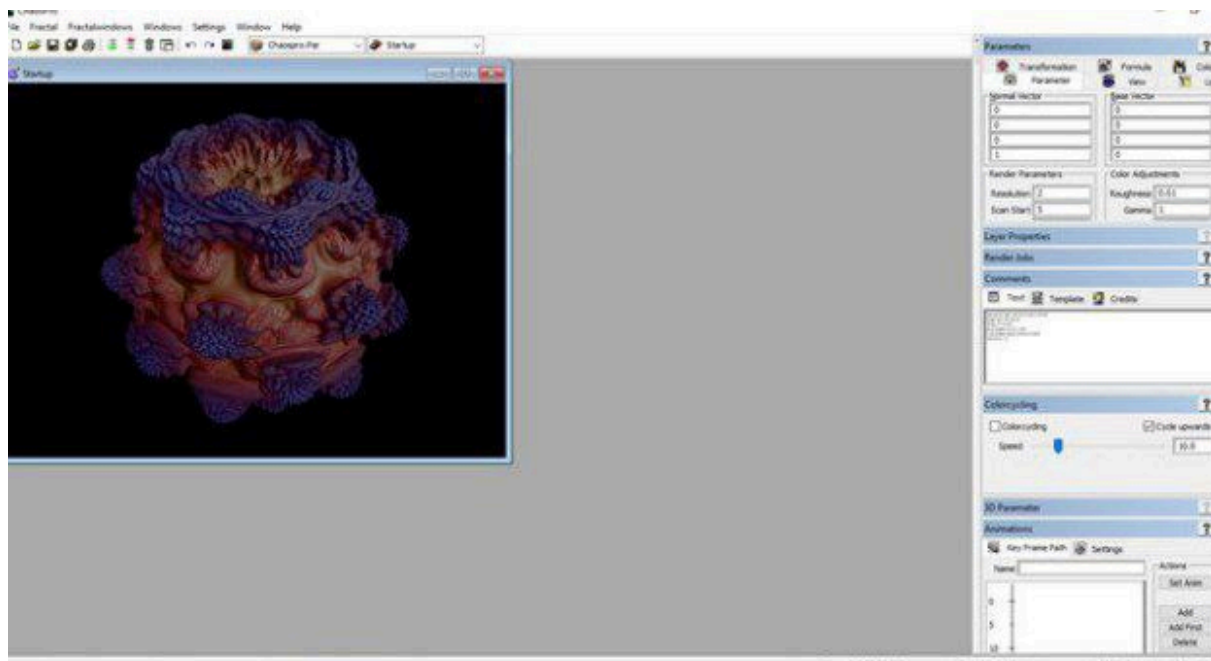 Fractal Fractalwindows Windows Settings Window Help
Chaospro.Par Startup
Startup
Parameters ?
Transformation Formula
Parameter View
Normal Vector Base Vector
0 0
0 0
0 0
1 0
Render Parameters Color Adjustments
Resolution 2 Roughness 0.01
Scan Start 5 Gamma 1
Layer Properties ?
Render Jobs ?
Comments ?
Text Template Credits
Colorcycling ?
Colorcycling Cycle upwards
Speed 10.0
3D Parameter ?
Animations ?
Key Frame Path Settings
Name Actions
Set Anim
0
Add
5 Add First
10 Delete